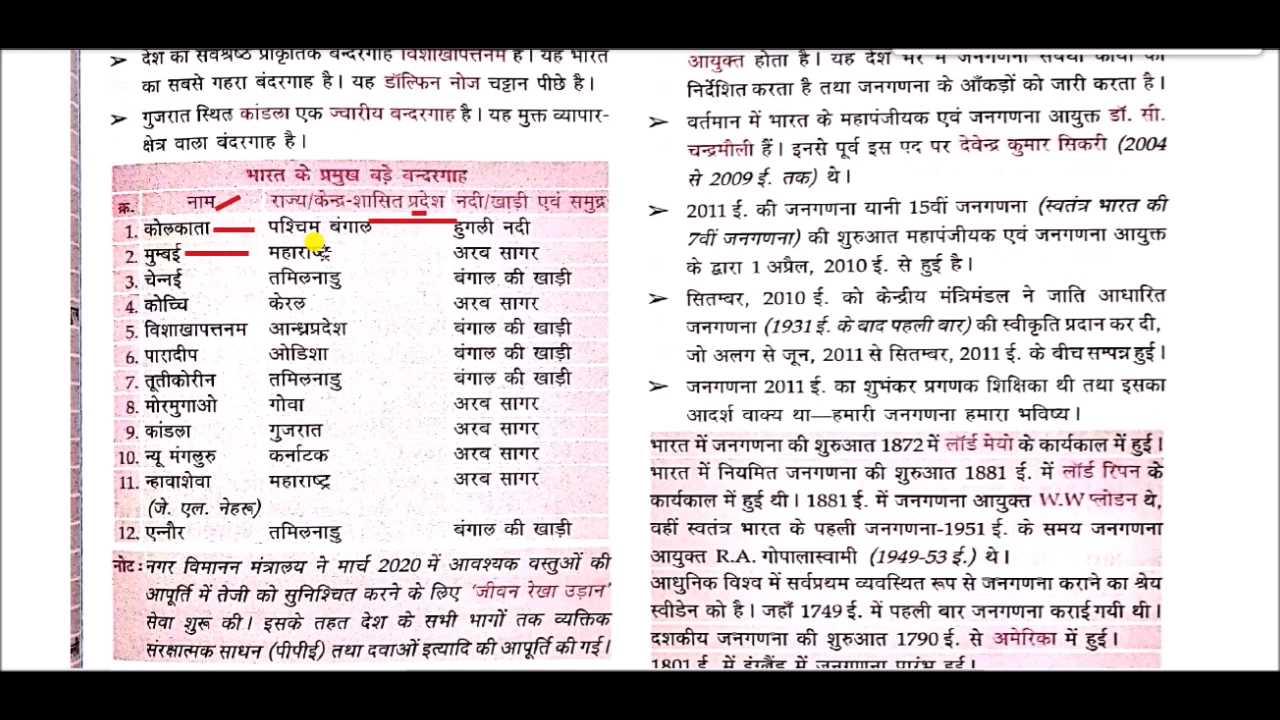 देश का सर्वश्रेष्ठ प्राकृतिक बन्दरगाह विशाखापत्तनम है। यह भारत
का सबसे गहरा बंदरगाह है। यह डॉल्फिन नोज चट्टान पीछे है।
➢ गुजरात स्थित कांडला एक ज्वारीय बन्दरगाह है। यह मुक्त व्यापार-
क्षेत्र वाला बंदरगाह है।
भारत के प्रमुख बड़े बन्दरगाह
क्र. नाम राज्य/केन्द्र-शासित प्रदेश नदी/खाड़ी एवं समुद्र
1. कोलकाता पश्चिम बंगाल हुगली नदी
2. मुम्बई महाराष्ट्र अरब सागर
3. चेन्नई तमिलनाडु बंगाल की खाड़ी
4. कोच्चि केरल अरब सागर
5. विशाखापत्तनम आन्ध्रप्रदेश बंगाल की खाड़ी
6. पारादीप ओडिशा बंगाल की खाड़ी
7. तूतीकोरीन तमिलनाडु बंगाल की खाड़ी
8. मोरमुगाओ गोवा अरब सागर
9. कांडला गुजरात अरब सागर
10. न्यू मंगलुरु कर्नाटक अरब सागर
11. न्हावाशेवा महाराष्ट्र अरब सागर
(जे. एल. नेहरू)
12. एन्नौर तमिलनाडु बंगाल की खाड़ी
नोट : नगर विमानन मंत्रालय ने मार्च 2020 में आवश्यक वस्तुओं की
आपूर्ति में तेजी को सुनिश्चित करने के लिए 'जीवन रेखा उड़ान'
सेवा शुरू की। इसके तहत देश के सभी भागों तक व्यक्तिक
संरक्षात्मक साधन (पीपीई) तथा दवाओं इत्यादि की आपूर्ति की गई।
आयुक्त होता है। यह देश भर में जनगणना
निर्देशित करता है तथा जनगणना के आँकड़ों को जारी करता है।
➢ वर्तमान में भारत के महापंजीयक एवं जनगणना आयुक्त डॉ. सी.
चन्द्रमौली हैं। इनसे पूर्व इस पद पर देवेन्द्र कुमार सिकरी (2004
से 2009 ई. तक) थे।
➢ 2011 ई. की जनगणना यानी 15वीं जनगणना (स्वतंत्र भारत की
7वीं जनगणना) की शुरुआत महापंजीयक एवं जनगणना आयुक्त
के द्वारा 1 अप्रैल, 2010 ई. से हुई है।
➢ सितम्बर, 2010 ई. को केन्द्रीय मंत्रिमंडल ने जाति आधारित
जनगणना (1931 ई. के बाद पहली बार) की स्वीकृति प्रदान कर दी,
जो अलग से जून, 2011 से सितम्बर, 2011 ई. के बीच सम्पन्न हुई।
➢ जनगणना 2011 ई. का शुभंकर प्रगणक शिक्षिका थी तथा इसका
आदर्श वाक्य था—हमारी जनगणना हमारा भविष्य।
भारत में जनगणना की शुरुआत 1872 में लॉर्ड मेयो के कार्यकाल में हुई।
भारत में नियमित जनगणना की शुरुआत 1881 ई. में लॉर्ड रिपन के
कार्यकाल में हुई थी। 1881 ई. में जनगणना आयुक्त W.W प्लोडन थे,
वहीं स्वतंत्र भारत के पहली जनगणना-1951 ई. के समय जनगणना
आयुक्त R.A. गोपालास्वामी (1949-53 ई.) थे।
आधुनिक विश्व में सर्वप्रथम व्यवस्थित रूप से जनगणना कराने का श्रेय
स्वीडेन को है। जहाँ 1749 ई. में पहली बार जनगणना कराई गयी थी।
दशकीय जनगणना की शुरुआत 1790 ई. से अमेरिका में हुई।
1801 ई. में इंग्लैंड में जनगणना प्रारंभ हुई।